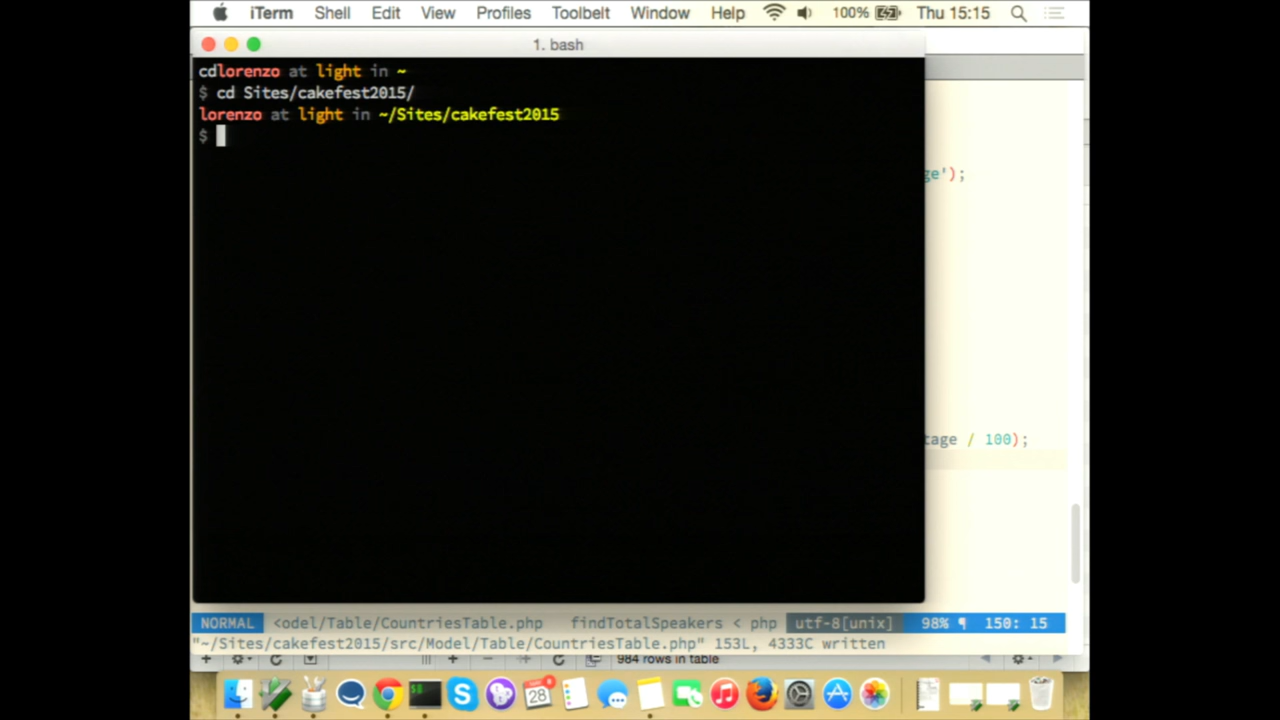 iTerm Shell Edit View Profiles Toolbelt Window Help 100% Thu 15:15
1. bash
cdlorenzo at light in ~
$ cd Sites/cakefest2015/
lorenzo at light in ~/Sites/cakefest2015
$
ge');
tage / 100);
NORMAL <odel/Table/CountriesTable.php findTotalSpeakers < php utf-8[unix] 98% ¶ 150: 15
"~/Sites/cakefest2015/src/Model/Table/CountriesTable.php" 153L, 4333C written
984 rows in table
28